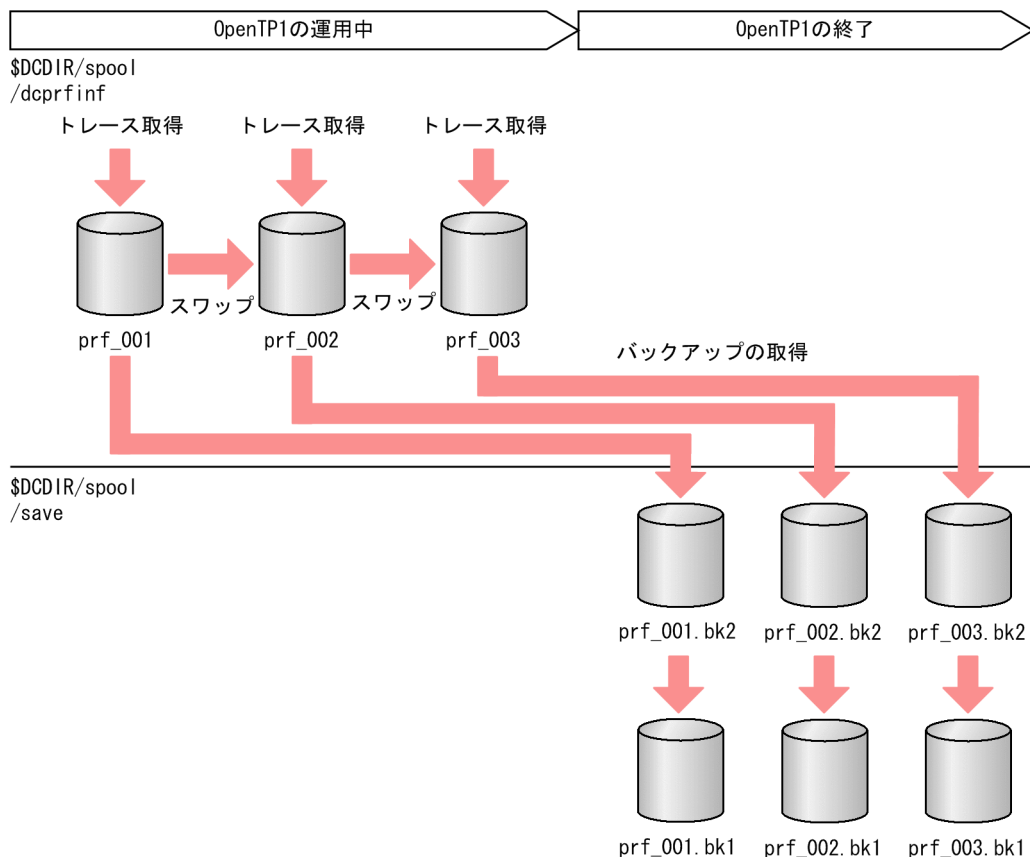 OpenTP1の運用中
OpenTP1の終了
$DCDIR/spool
/dcprfinf
トレース取得
トレース取得
トレース取得
スワップ
スワップ
prf_001
prf_002
prf_003
バックアップの取得
$DCDIR/spool
/save
prf_001.bk2
prf_002.bk2
prf_003.bk2
prf_001.bk1
prf_002.bk1
prf_003.bk1